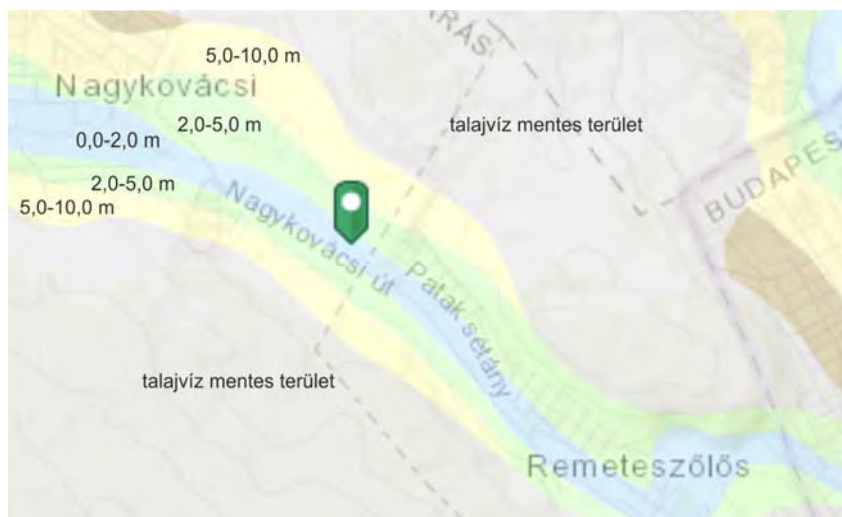 ÁRÁS
5,0-10,0 m
Nagykovácsi
2,0-5,0 m
talajvíz mentes terület
0,0-2,0 m
2,0-5,0 m
5,0-10,0 m
Nagykovácsi út
BUDAPES
Patak sétány
talajvíz mentes terület
Remeteszőlős